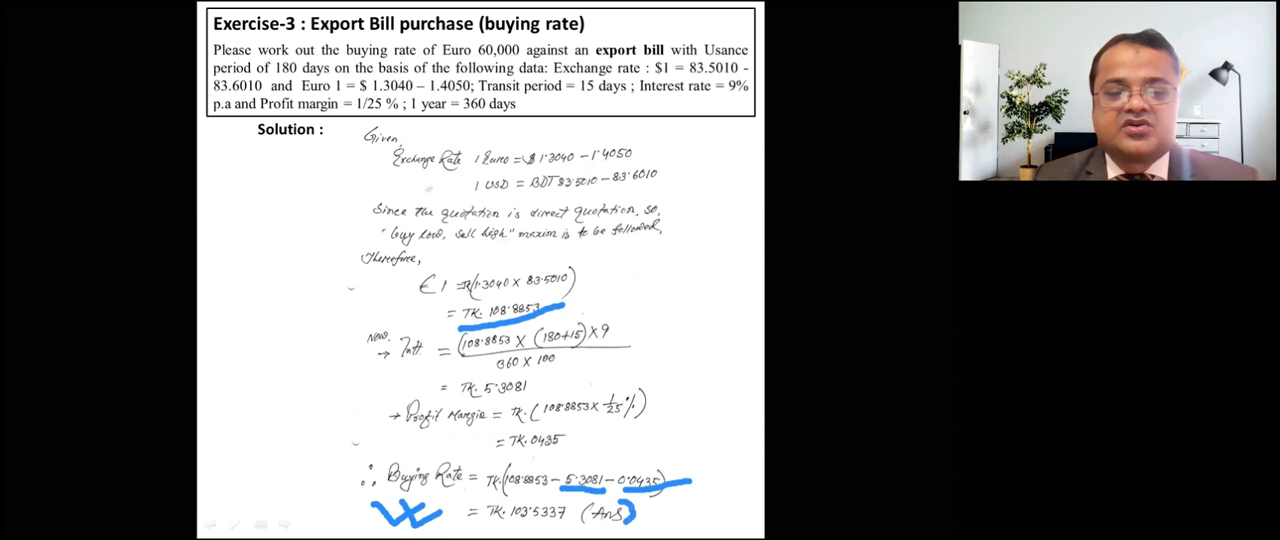 Exercise-3 : Export Bill purchase (buying rate)
Please work out the buying rate of Euro 60,000 against an export bill with Usance
period of 180 days on the basis of the following data: Exchange rate : $1 = 83.5010 -
83.6010 and Euro 1 = $ 1.3040 – 1.4050; Transit period = 15 days ; Interest rate = 9%
p.a and Profit margin = 1/25 % ; 1 year = 360 days
Solution :
Given,
Exchange Rate 1 Euro = $ 1.3040 - 1.4050
1 USD = BDT 83.5010 - 83.6010
Since the quotation is direct quotation, so,
"buy low, sell high" maxim is to be followed,
Therefore,
€ 1 = Tk (1.3040 × 83.5010)
= TK. 108.8853
Now,
→ Intt. = (108.8853 × (180+15) × 9
360 × 100
= TK. 5.3081
→ Profit Margin = TK. (108.8853 × 1/25 %)
= TK. 0435
∴ Buying Rate = TK. (108.8853 - 5.3081 - 0.0435)
= TK. 103.5337 (Ans)